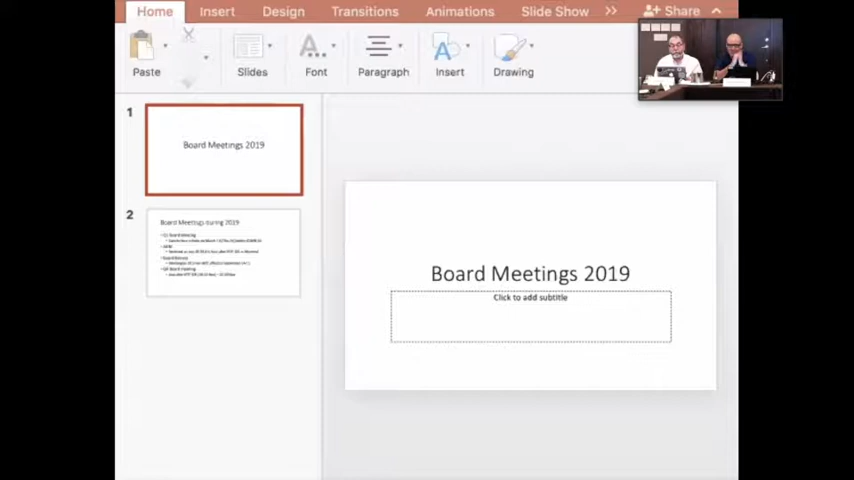 Home Insert Design Transitions Animations Slide Show Share
Paste Slides Font Paragraph Insert Drawing
1
Board Meetings 2019
2
Board Meetings during 2019
Board Meetings 2019
Click to add subtitle